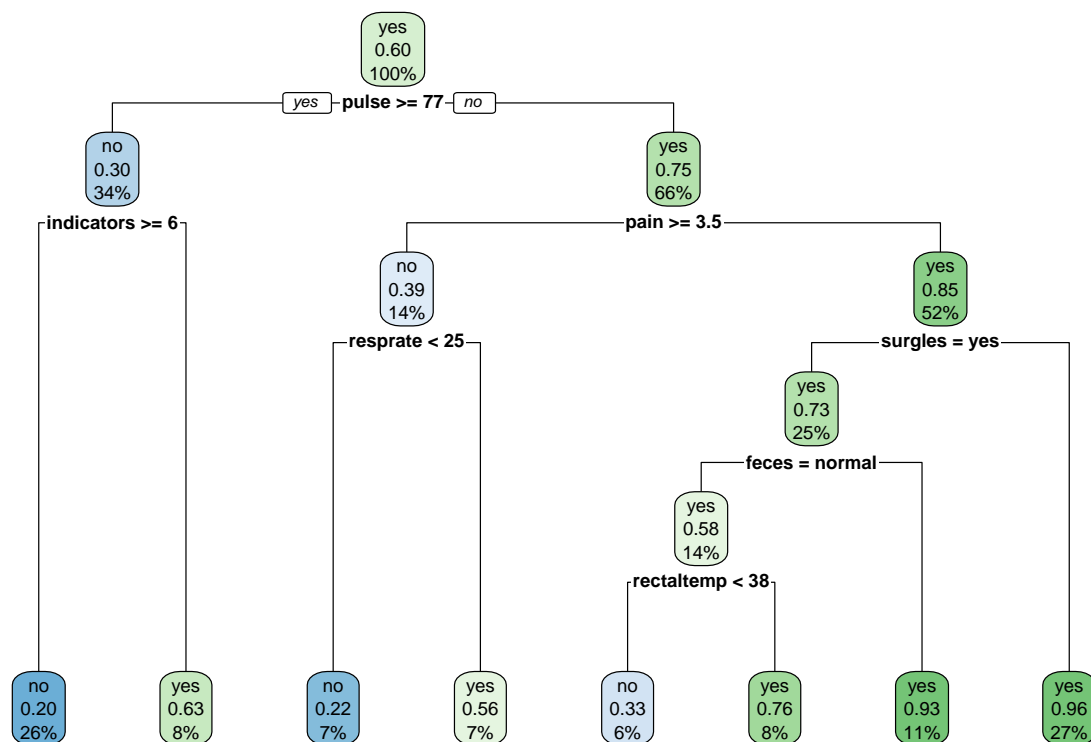 yes
0.60
100%
yes pulse >= 77 no
no
0.30
34%
yes
0.75
66%
indicators >= 6
pain >= 3.5
no
0.39
14%
yes
0.85
52%
resprate < 25
surgles = yes
yes
0.73
25%
feces = normal
yes
0.58
14%
rectaltemp < 38
no
0.20
26%
yes
0.63
8%
no
0.22
7%
yes
0.56
7%
no
0.33
6%
yes
0.76
8%
yes
0.93
11%
yes
0.96
27%